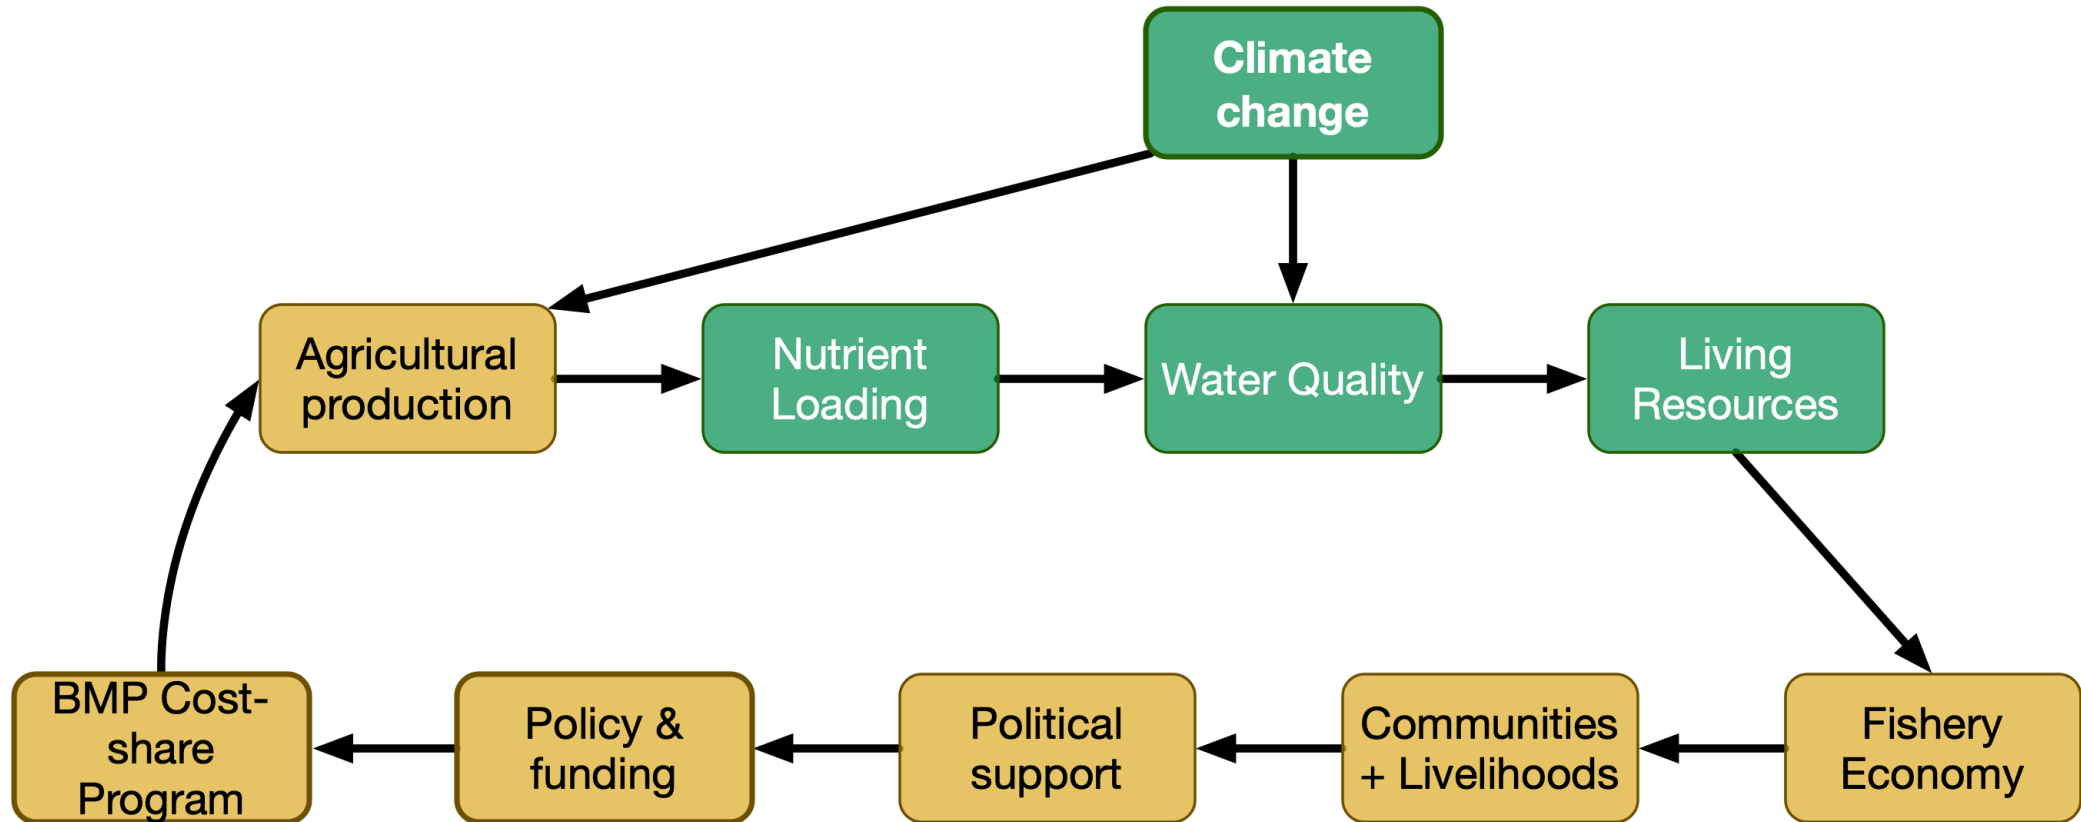 Climate
change
Agricultural
production
Nutrient
Loading
Water Quality
Living
Resources
BMP Cost-
share
Program
Policy &
funding
Political
support
Communities
+ Livelihoods
Fishery
Economy